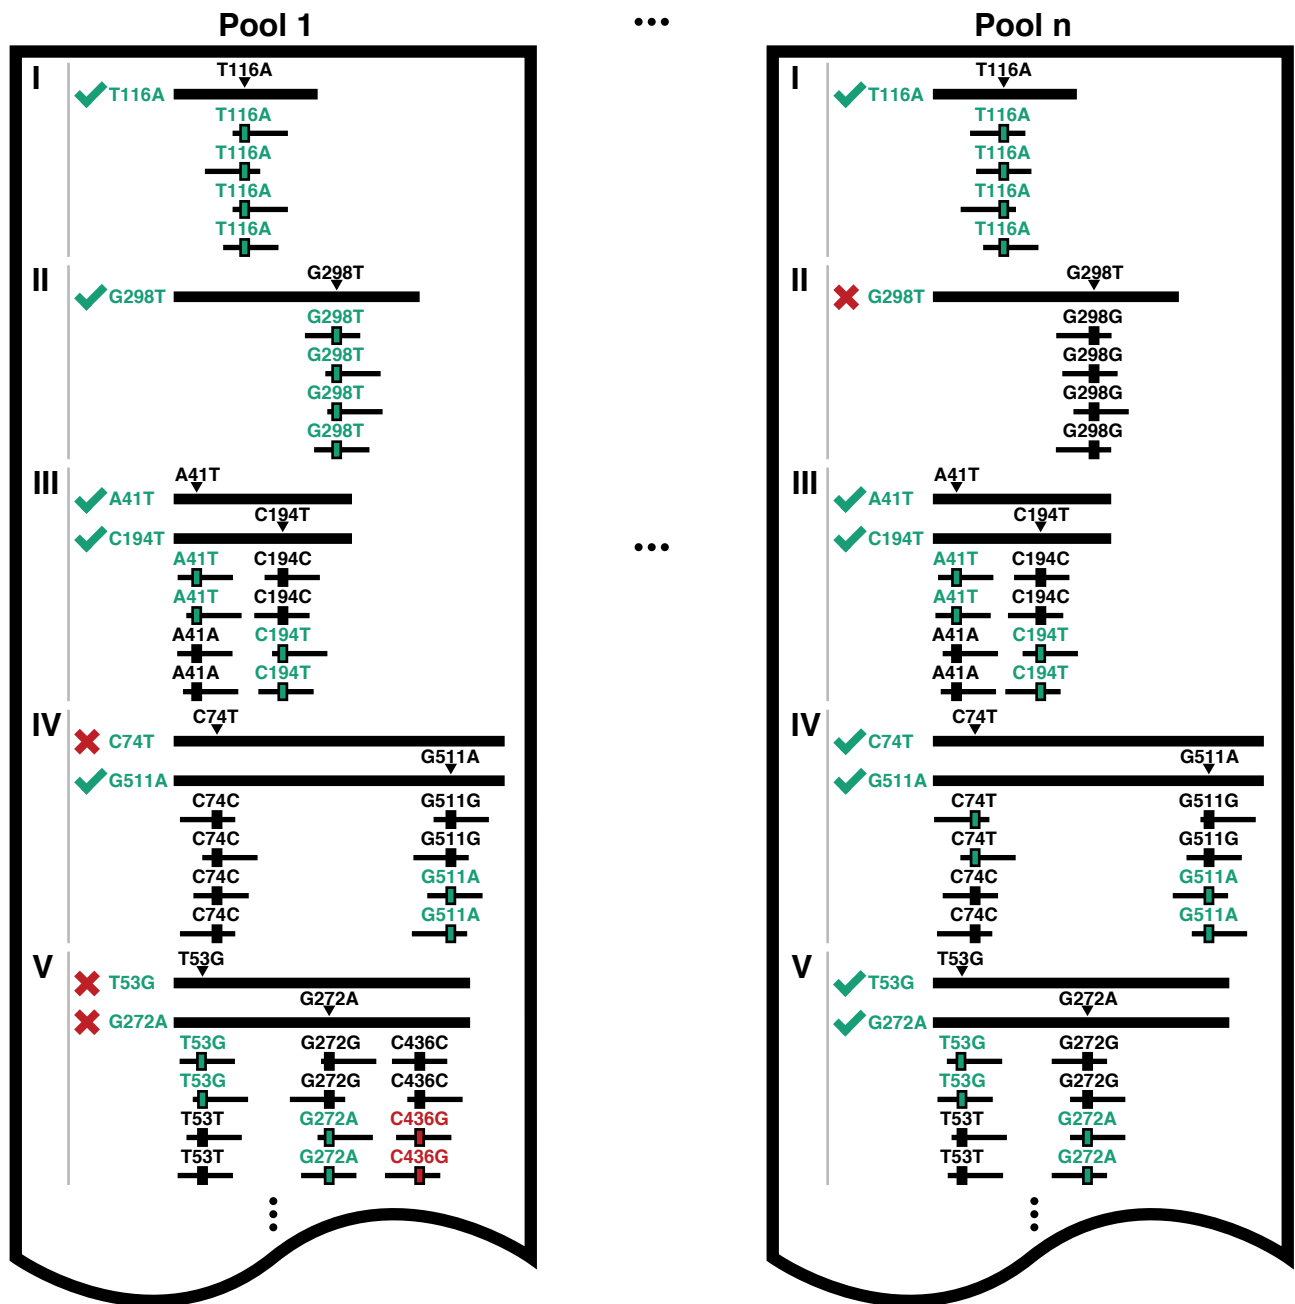 Pool 1 ... Pool n
I
T116A
T116A
T116A
T116A
T116A
T116A
II
G298T
G298T
G298T
G298T
G298T
G298T
III
A41T
A41T
C194T
C194T
A41T C194C
A41T C194C
A41A C194T
A41A C194T
IV
C74T
C74T
G511A
G511A
C74C G511G
C74C G511G
C74C G511A
C74C G511A
V
T53G
T53G
G272A
G272A
T53G G272G C436C
T53G G272G C436C
T53T G272A C436G
T53T G272A C436G
...
I
T116A
T116A
T116A
T116A
T116A
T116A
II
G298T
G298T
G298G
G298G
G298G
G298G
III
A41T
A41T
C194T
C194T
A41T C194C
A41T C194C
A41A C194T
A41A C194T
IV
C74T
C74T
G511A
G511A
C74T G511G
C74T G511G
C74C G511A
C74C G511A
V
T53G
T53G
G272A
G272A
T53G G272G
T53G G272G
T53T G272A
T53T G272A